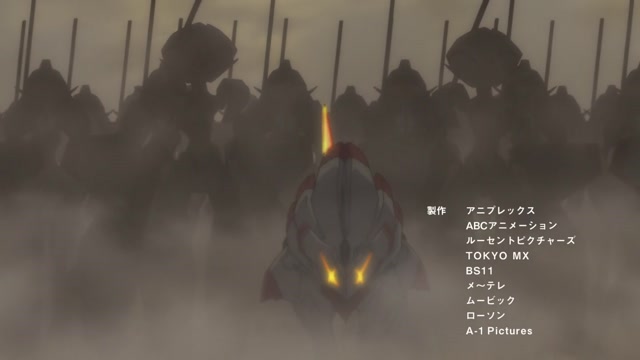 製作 アニプレックス
ABCアニメーション
ルーセントピクチャーズ
TOKYO MX
BS11
メ〜テレ
ムービック
ローソン
A-1 Pictures